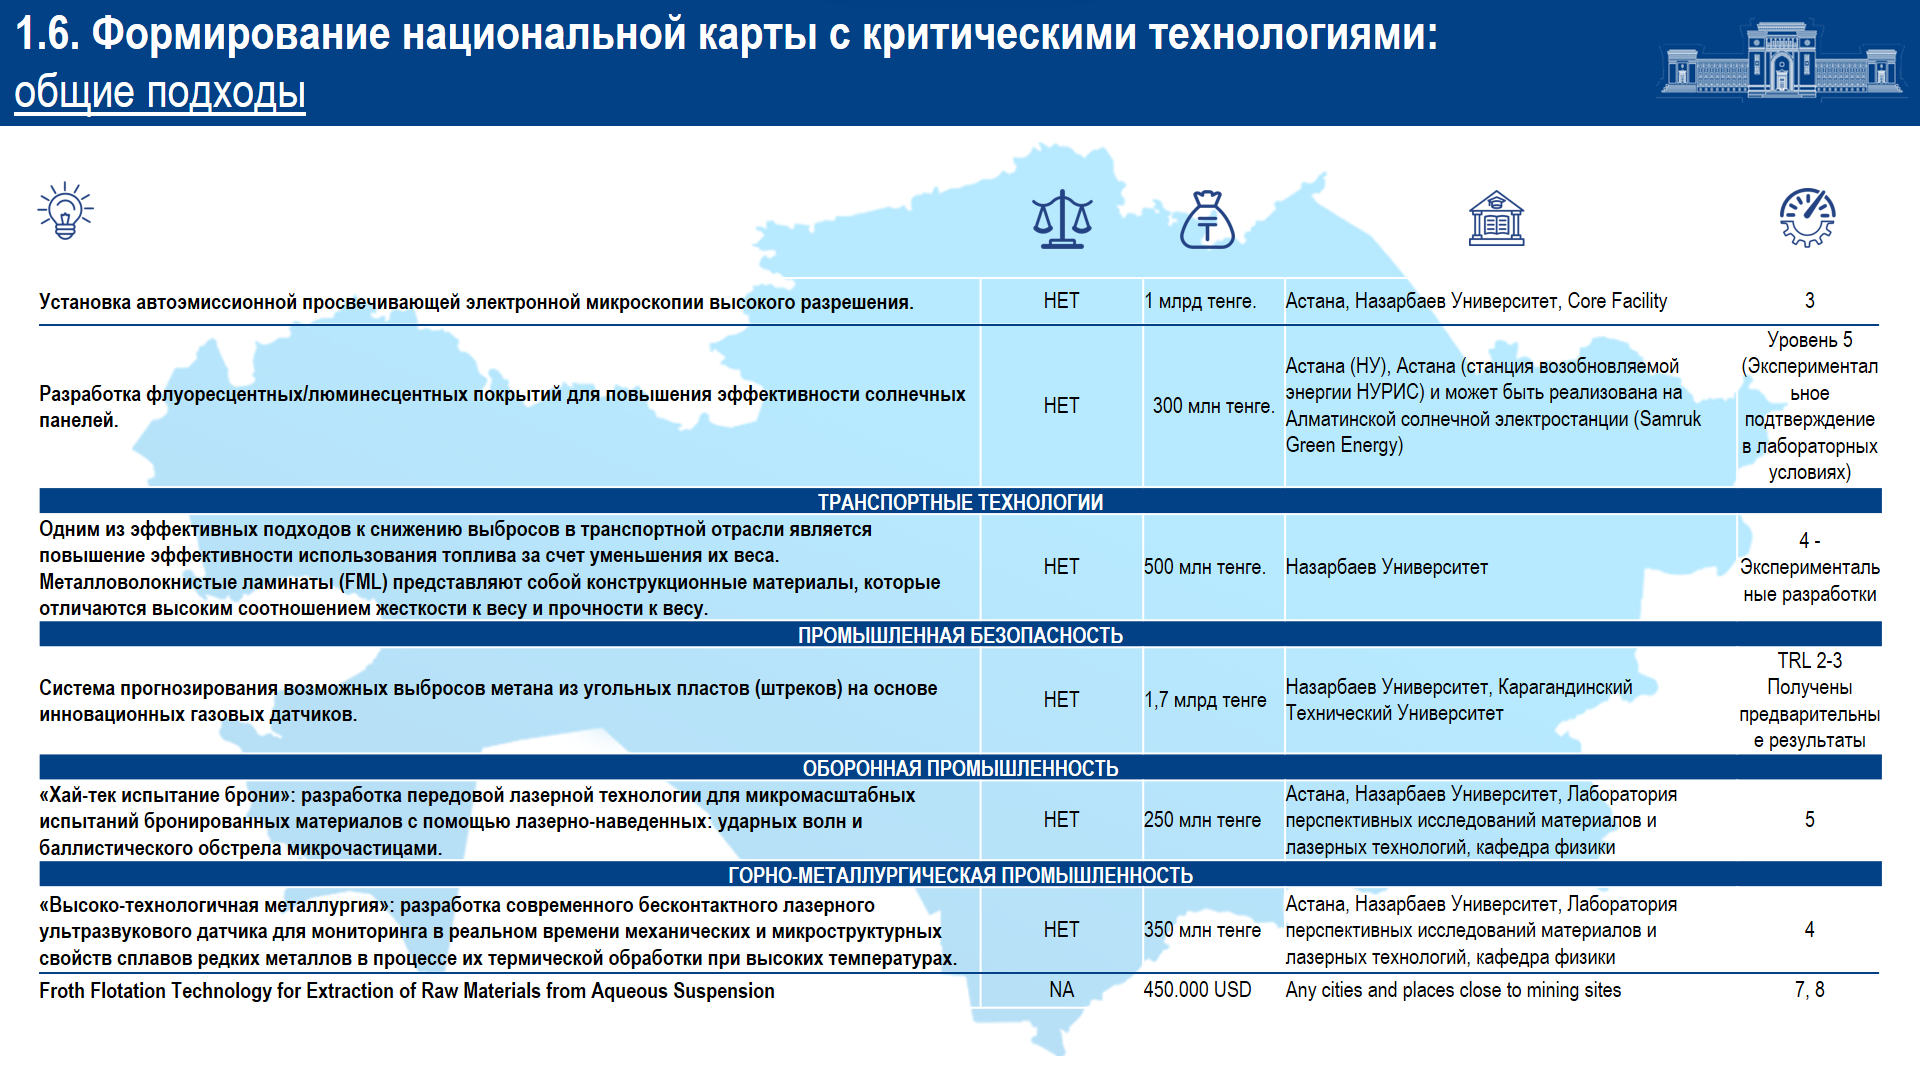 1.6. Формирование национальной карты с критическими технологиями:
общие подходы
Установка автоэмиссионной просвечивающей электронной микроскопии высокого разрешения.
НЕТ
1 млрд тенге.
Астана, Назарбаев Университет, Core Facility
3
Разработка флуоресцентных/люминесцентных покрытий для повышения эффективности солнечных
панелей.
НЕТ
300 млн тенге.
Астана (НУ), Астана (станция возобновляемой
энергии НУРИС) и может быть реализована на
Алматинской солнечной электростанции (Samruk
Green Energy)
Уровень 5
(Экспериментал
ьное
подтверждение
в лабораторных
условиях)
ТРАНСПОРТНЫЕ ТЕХНОЛОГИИ
Одним из эффективных подходов к снижению выбросов в транспортной отрасли является
повышение эффективности использования топлива за счет уменьшения их веса.
Металловолокнистые ламинаты (FML) представляют собой конструкционные материалы, которые
отличаются высоким соотношением жесткости к весу и прочности к весу.
НЕТ
500 млн тенге.
Назарбаев Университет
4 -
Эксперименталь
ные разработки
ПРОМЫШЛЕННАЯ БЕЗОПАСНОСТЬ
Система прогнозирования возможных выбросов метана из угольных пластов (штреков) на основе
инновационных газовых датчиков.
НЕТ
1,7 млрд тенге
Назарбаев Университет, Карагандинский
Технический Университет
TRL 2-3
Получены
предварительны
е результаты
ОБОРОННАЯ ПРОМЫШЛЕННОСТЬ
«Хай-тек испытание брони»: разработка передовой лазерной технологии для микромасштабных
испытаний бронированных материалов с помощью лазерно-наведенных: ударных волн и
баллистического обстрела микрочастицами.
НЕТ
250 млн тенге
Астана, Назарбаев Университет, Лаборатория
перспективных исследований материалов и
лазерных технологий, кафедра физики
5
ГОРНО-МЕТАЛЛУРГИЧЕСКАЯ ПРОМЫШЛЕННОСТЬ
«Высоко-технологичная металлургия»: разработка современного бесконтактного лазерного
ультразвукового датчика для мониторинга в реальном времени механических и микроструктурных
свойств сплавов редких металлов в процессе их термической обработки при высоких температурах.
НЕТ
350 млн тенге
Астана, Назарбаев Университет, Лаборатория
перспективных исследований материалов и
лазерных технологий, кафедра физики
4
Froth Flotation Technology for Extraction of Raw Materials from Aqueous Suspension
NA
450.000 USD
Any cities and places close to mining sites
7, 8